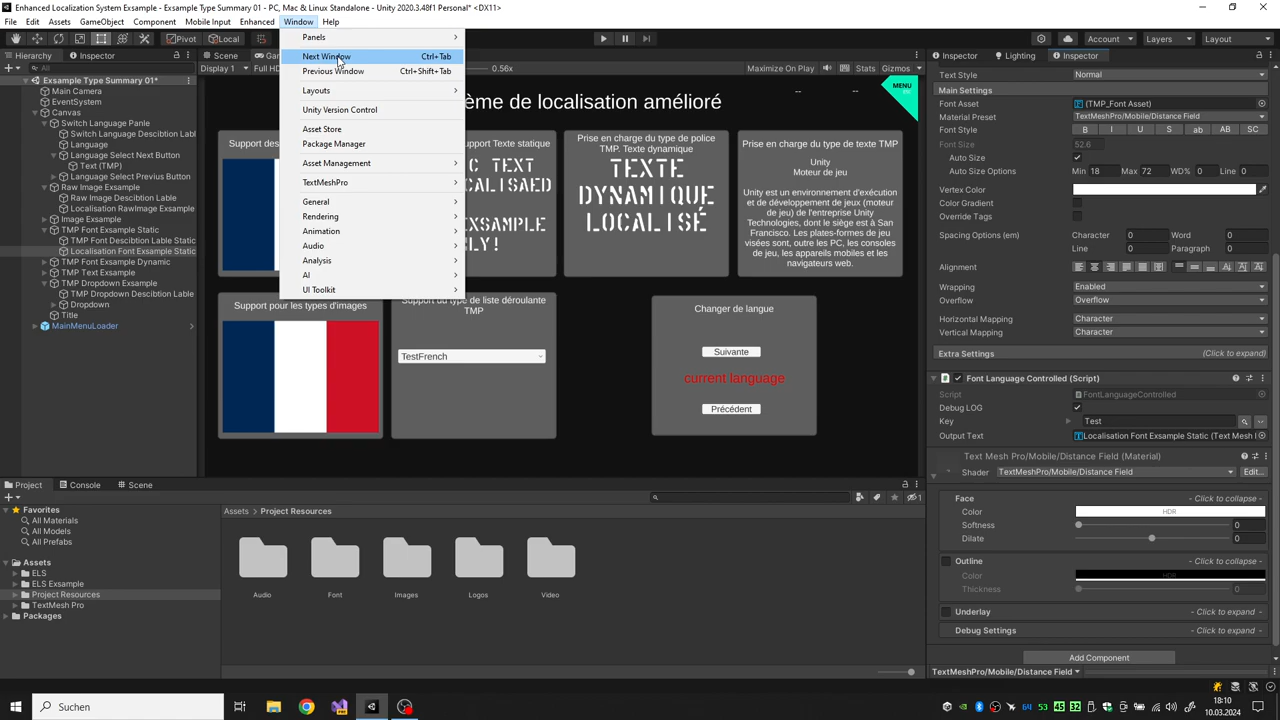 Enhanced Localization System Exsample - Exsample Type Summary 01 - PC, Mac & Linux Standalone - Unity 2020.3.48f1 Personal* <DX11>
File Edit Assets GameObject Component Mobile Input Enhanced Window Help
Pivot Local Account Layers Layout
Hierarchy Inspector
All
Exsample Type Summary 01*
Main Camera
EventSystem
Canvas
Switch Language Panle
Switch Language Descibtion Labl
Language
Language Select Next Button
Text (TMP)
Language Select Previus Button
Raw Image Exsample
Raw Image Descibtion Lable
Localisation RawImage Exsample
Image Exsample
TMP Font Exsample Static
TMP Font Descibtion Lable Static
Localisation Font Exsample Static
TMP Font Exsample Dynamic
TMP Text Exsample
TMP Dropdown Exsample
TMP Dropdown Descibtion Lable
Dropdown
Title
MainMenuLoader
Scene
Display 1 Full HD 0.56x Maximize On Play Stats Gizmos
Panels
Next Window Ctrl+Tab
Previous Window Ctrl+Shift+Tab
Layouts
Unity Version Control
Asset Store
Package Manager
Asset Management
TextMeshPro
General
Rendering
Animation
Audio
Analysis
AI
UI Toolkit
ème de localisation amélioré
-- --
MENU
Support des
support Texte statique
C TEXT
OCALISAED
EXSAMPLE
LY!
Prise en charge du type de police
TMP. Texte dynamique
TEXTE
DYNAMIQUE
LOCALISÉ
Prise en charge du type de texte TMP
Unity
Moteur de jeu
Unity est un environnement d'exécution
et de développement de jeux (moteur
de jeu) de l'entreprise Unity
Technologies, dont le siège est à San
Francisco. Les plates-formes de jeu
visées sont, outre les PC, les consoles
de jeu, les appareils mobiles et les
navigateurs web.
Support pour les types d'images
Support du type de liste déroulante
TMP
TestFrench
Changer de langue
Suivante
current language
Précédent
Inspector Lighting Inspector
Text Style Normal
Main Settings
Font Asset (TMP_Font Asset)
Material Preset TextMeshPro/Mobile/Distance Field
Font Style B I U S ab AB SC
Font Size 52.6
Auto Size
Auto Size Options Min 18 Max 72 WD% 0 Line 0
Vertex Color
Color Gradient
Override Tags
Spacing Options (em) Character 0 Word 0
Line 0 Paragraph 0
Alignment
Wrapping Enabled
Overflow Overflow
Horizontal Mapping Character
Vertical Mapping Character
Extra Settings (Click to expand)
Font Language Controlled (Script)
Script FontLanguageControlled
Debug LOG
Key Test
Output Text Localisation Font Exsample Static (Text Mesh
Text Mesh Pro/Mobile/Distance Field (Material)
Shader TextMeshPro/Mobile/Distance Field Edit...
Face - Click to collapse -
Color HDR
Softness 0
Dilate 0
Outline - Click to collapse -
Color HDR
Thickness 0
Underlay - Click to expand -
Debug Settings - Click to expand -
Add Component
TextMeshPro/Mobile/Distance Field
Project Console Scene
1
Favorites
All Materials
All Models
All Prefabs
Assets
ELS
ELS Exsample
Project Resources
TextMesh Pro
Packages
Assets > Project Resources
Audio Font Images Logos Video
Suchen
64 53 45 32
18:10
10.03.2024